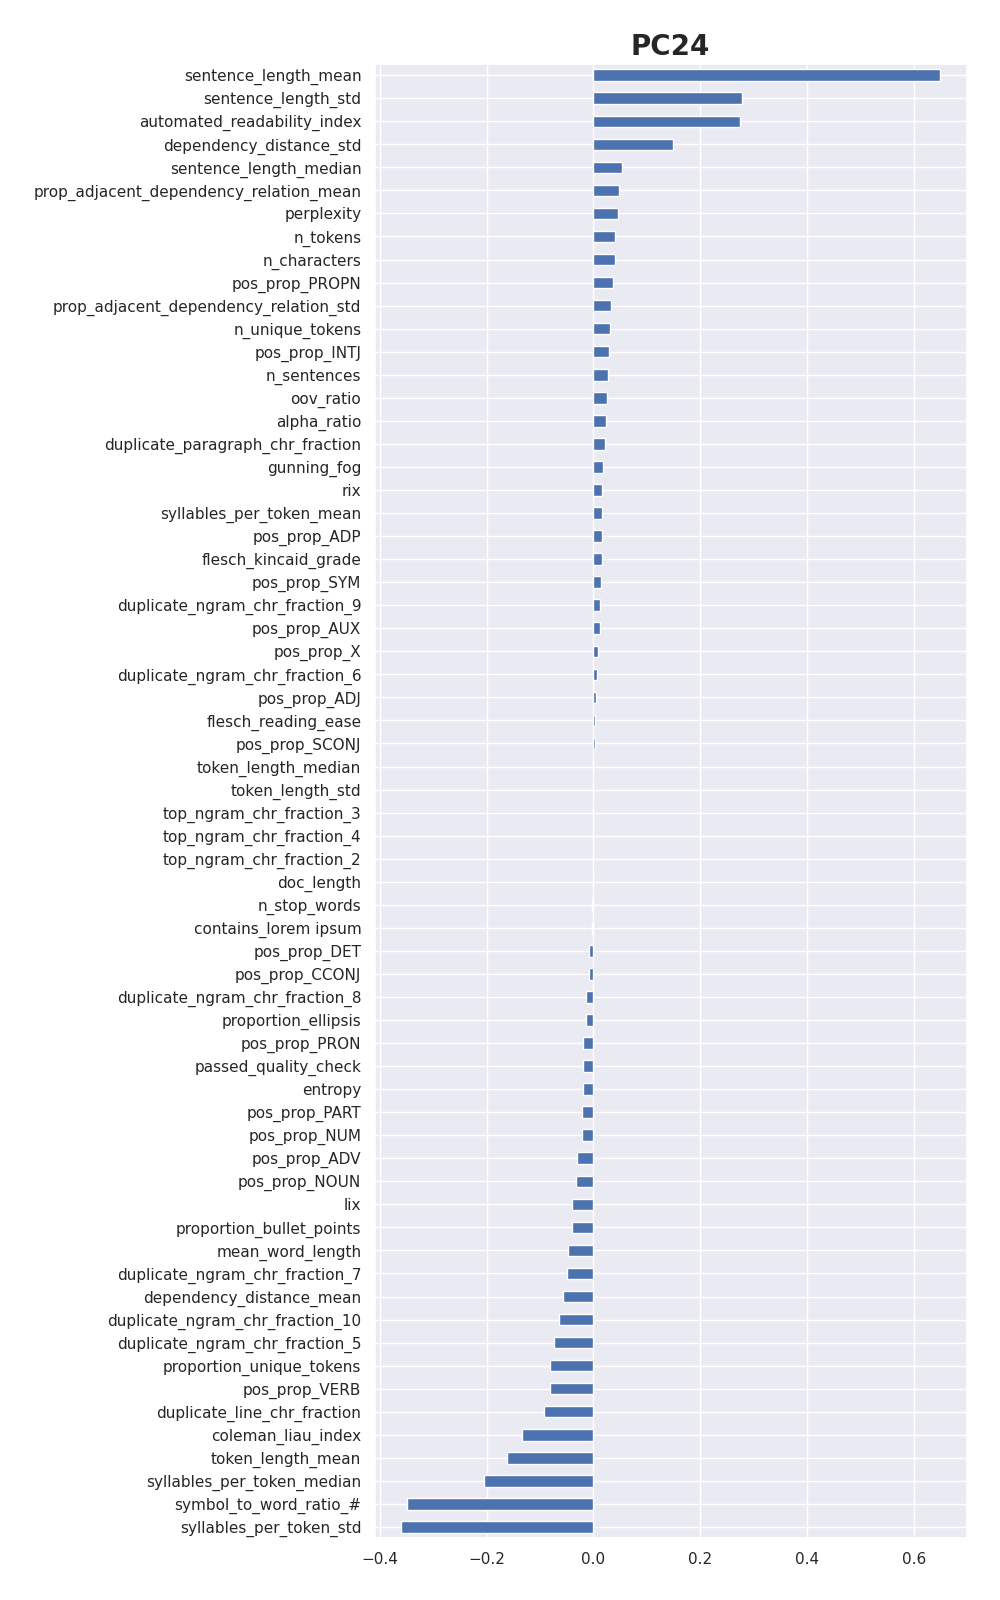 PC24
sentence_length_mean
sentence_length_std
automated_readability_index
dependency_distance_std
sentence_length_median
prop_adjacent_dependency_relation_mean
perplexity
n_tokens
n_characters
pos_prop_PROPN
prop_adjacent_dependency_relation_std
n_unique_tokens
pos_prop_INTJ
n_sentences
oov_ratio
alpha_ratio
duplicate_paragraph_chr_fraction
gunning_fog
rix
syllables_per_token_mean
pos_prop_ADP
flesch_kincaid_grade
pos_prop_SYM
duplicate_ngram_chr_fraction_9
pos_prop_AUX
pos_prop_X
duplicate_ngram_chr_fraction_6
pos_prop_ADJ
flesch_reading_ease
pos_prop_SCONJ
token_length_median
token_length_std
top_ngram_chr_fraction_3
top_ngram_chr_fraction_4
top_ngram_chr_fraction_2
doc_length
n_stop_words
contains_lorem ipsum
pos_prop_DET
pos_prop_CCONJ
duplicate_ngram_chr_fraction_8
proportion_ellipsis
pos_prop_PRON
passed_quality_check
entropy
pos_prop_PART
pos_prop_NUM
pos_prop_ADV
pos_prop_NOUN
lix
proportion_bullet_points
mean_word_length
duplicate_ngram_chr_fraction_7
dependency_distance_mean
duplicate_ngram_chr_fraction_10
duplicate_ngram_chr_fraction_5
proportion_unique_tokens
pos_prop_VERB
duplicate_line_chr_fraction
coleman_liau_index
token_length_mean
syllables_per_token_median
symbol_to_word_ratio_#
syllables_per_token_std
−0.4 −0.2 0.0 0.2 0.4 0.6